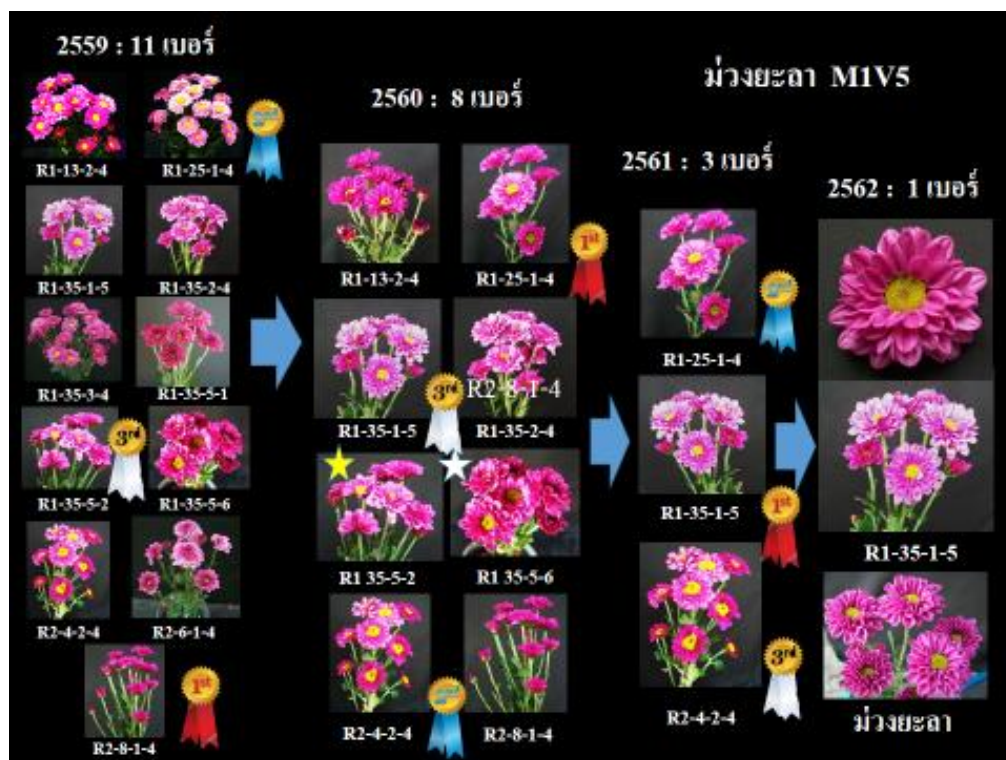 2559 : 11 เบอร์
R1-13-2-4 R1-25-1-4
R1-35-1-5 R1-35-2-4
R1-35-3-4 R1-35-5-1
3rd
R1-35-5-2 R1-35-5-6
R2-4-2-4 R2-6-1-4
1st
R2-8-1-4
2560 : 8 เบอร์
R1-13-2-4 R1-25-1-4
1st
3rd R2-8-1-4
R1-35-1-5 R1-35-2-4
R1 35-5-2 R1 35-5-6
R2-4-2-4 R2-8-1-4
ม่วงยะลา M1V5
2561 : 3 เบอร์
R1-25-1-4
R1-35-1-5
1st
3rd
R2-4-2-4
2562 : 1 เบอร์
R1-35-1-5
ม่วงยะลา